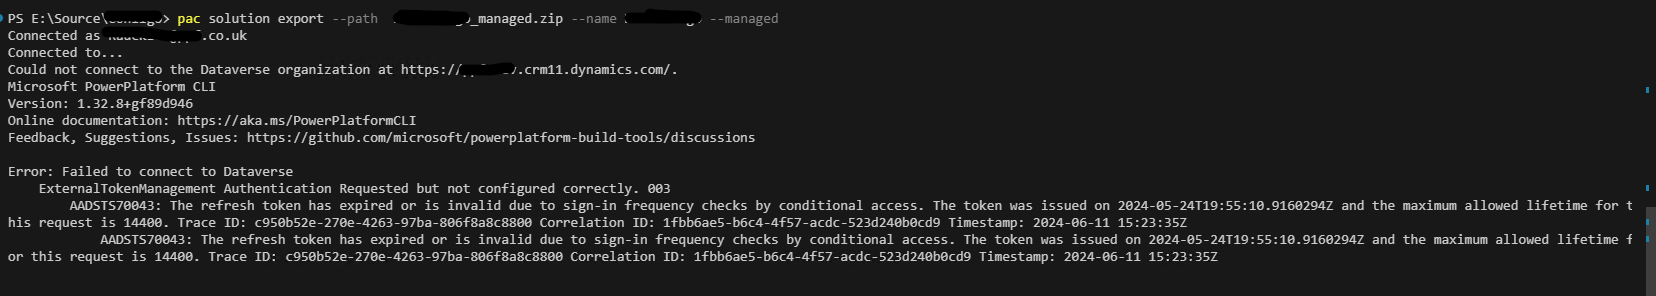 PS E:\Source\ > pac solution export --path _managed.zip --name --managed
Connected as .co.uk
Connected to...
Could not connect to the Dataverse organization at https:// .crm11.dynamics.com/.
Microsoft PowerPlatform CLI
Version: 1.32.8+gf89d946
Online documentation: https://aka.ms/PowerPlatformCLI
Feedback, Suggestions, Issues: https://github.com/microsoft/powerplatform-build-tools/discussions
Error: Failed to connect to Dataverse
ExternalTokenManagement Authentication Requested but not configured correctly. 003
AADSTS70043: The refresh token has expired or is invalid due to sign-in frequency checks by conditional access. The token was issued on 2024-05-24T19:55:10.9160294Z and the maximum allowed lifetime for t
his request is 14400. Trace ID: c950b52e-270e-4263-97ba-806f8a8c8800 Correlation ID: 1fbb6ae5-b6c4-4f57-acdc-523d240b0cd9 Timestamp: 2024-06-11 15:23:35Z
AADSTS70043: The refresh token has expired or is invalid due to sign-in frequency checks by conditional access. The token was issued on 2024-05-24T19:55:10.9160294Z and the maximum allowed lifetime f
or this request is 14400. Trace ID: c950b52e-270e-4263-97ba-806f8a8c8800 Correlation ID: 1fbb6ae5-b6c4-4f57-acdc-523d240b0cd9 Timestamp: 2024-06-11 15:23:35Z